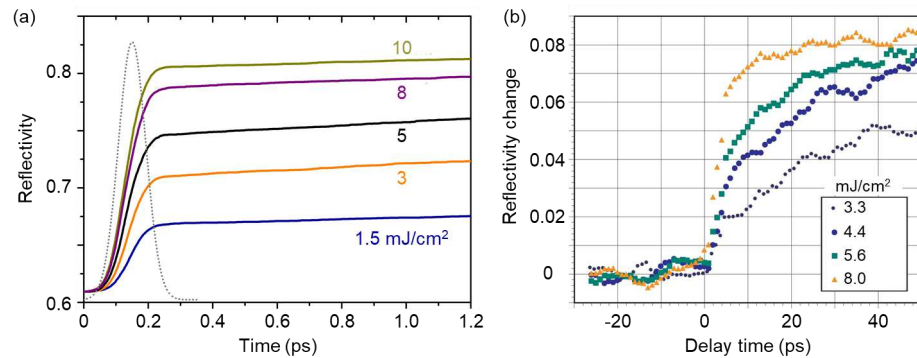 (a)
Reflectivity
0.8
0.7
0.6
10
8
5
3
1.5 mJ/cm²
0 0.2 0.4 0.6 0.8 1.0 1.2
Time (ps)
(b)
Reflectivity change
0.08
0.06
0.04
0.02
0
mJ/cm²
3.3
4.4
5.6
8.0
-20 0 20 40
Delay time (ps)